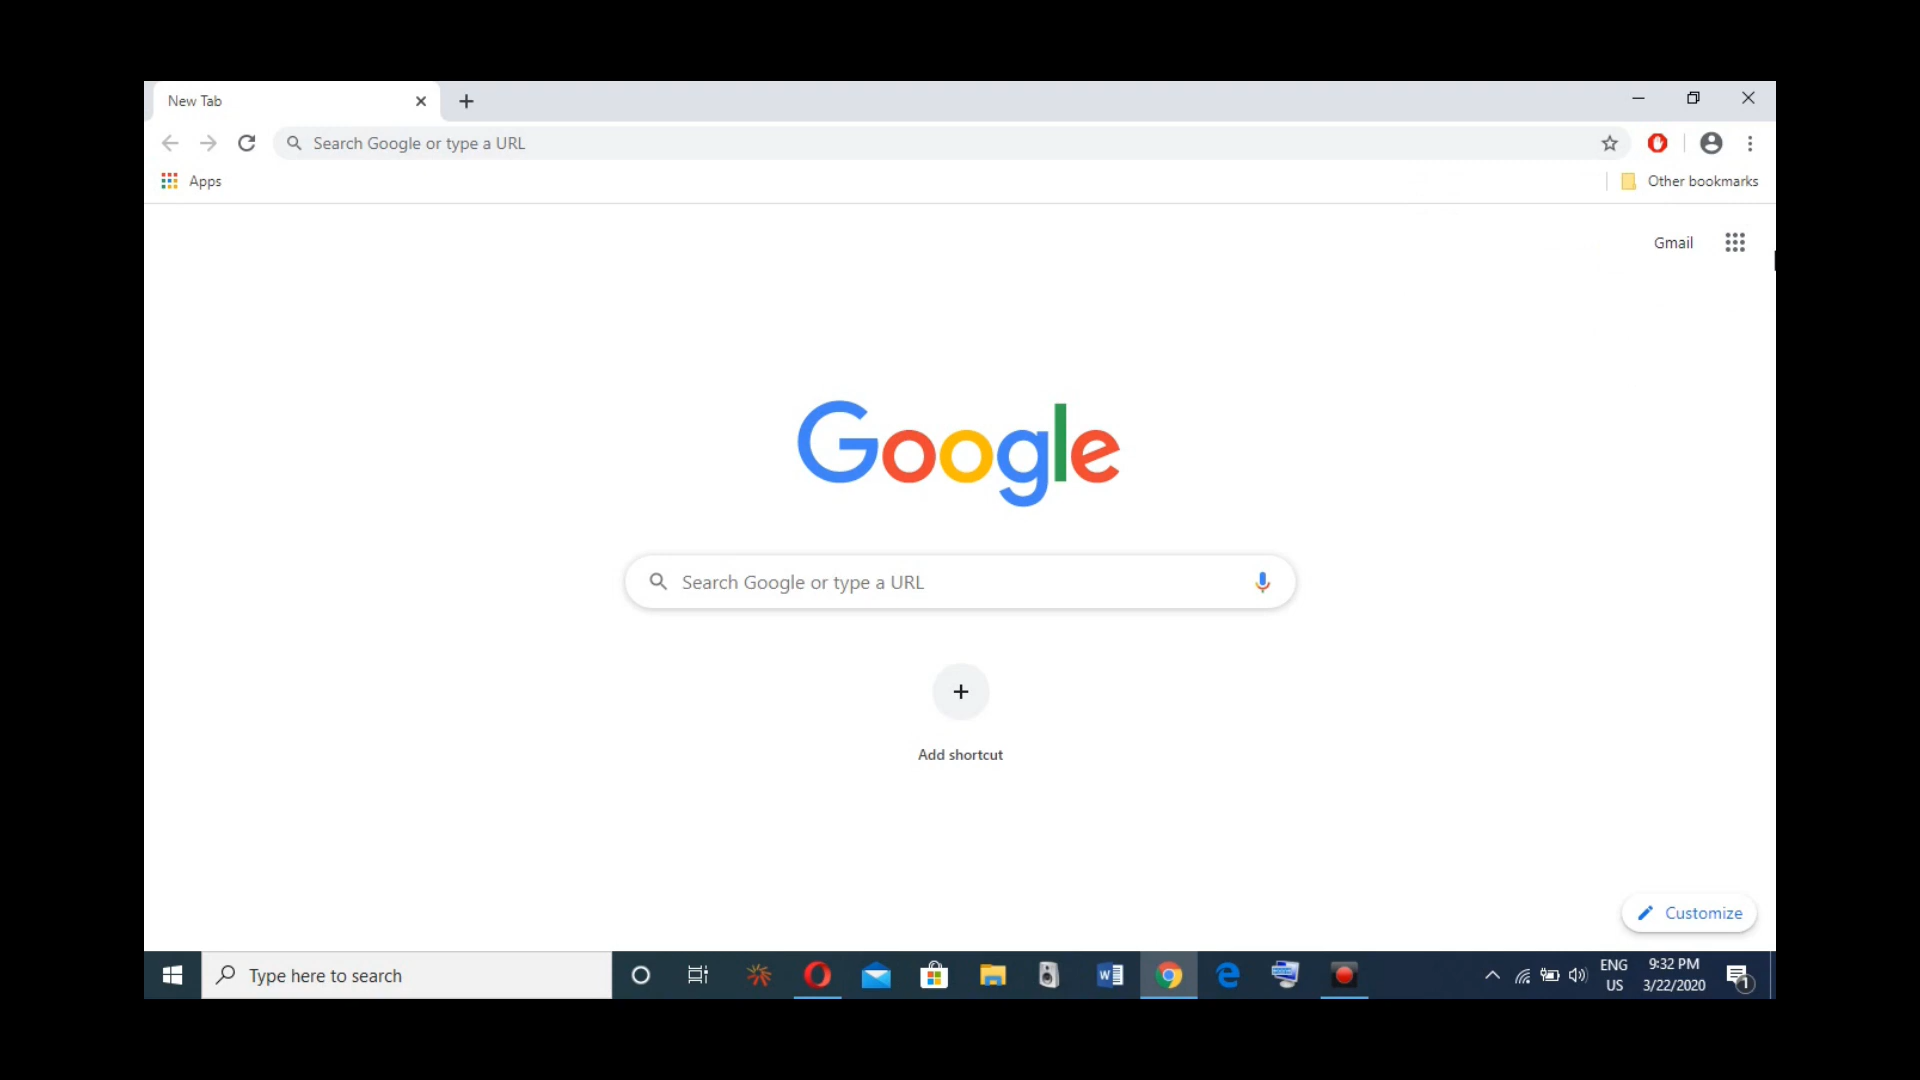 New Tab
Search Google or type a URL
Apps
Other bookmarks
Gmail
Google
Search Google or type a URL
Add shortcut
Customize
Type here to search
ENG
US
9:32 PM
3/22/2020
1